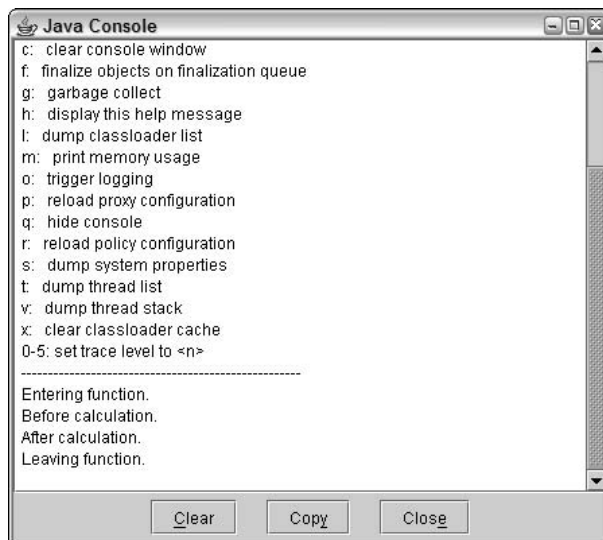 Java Console
c: clear console window
f: finalize objects on finalization queue
g: garbage collect
h: display this help message
l: dump classloader list
m: print memory usage
o: trigger logging
p: reload proxy configuration
q: hide console
r: reload policy configuration
s: dump system properties
t: dump thread list
v: dump thread stack
x: clear classloader cache
0-5: set trace level to <n>
----------------------------------------------------
Entering function.
Before calculation.
After calculation.
Leaving function.
Clear Copy Close